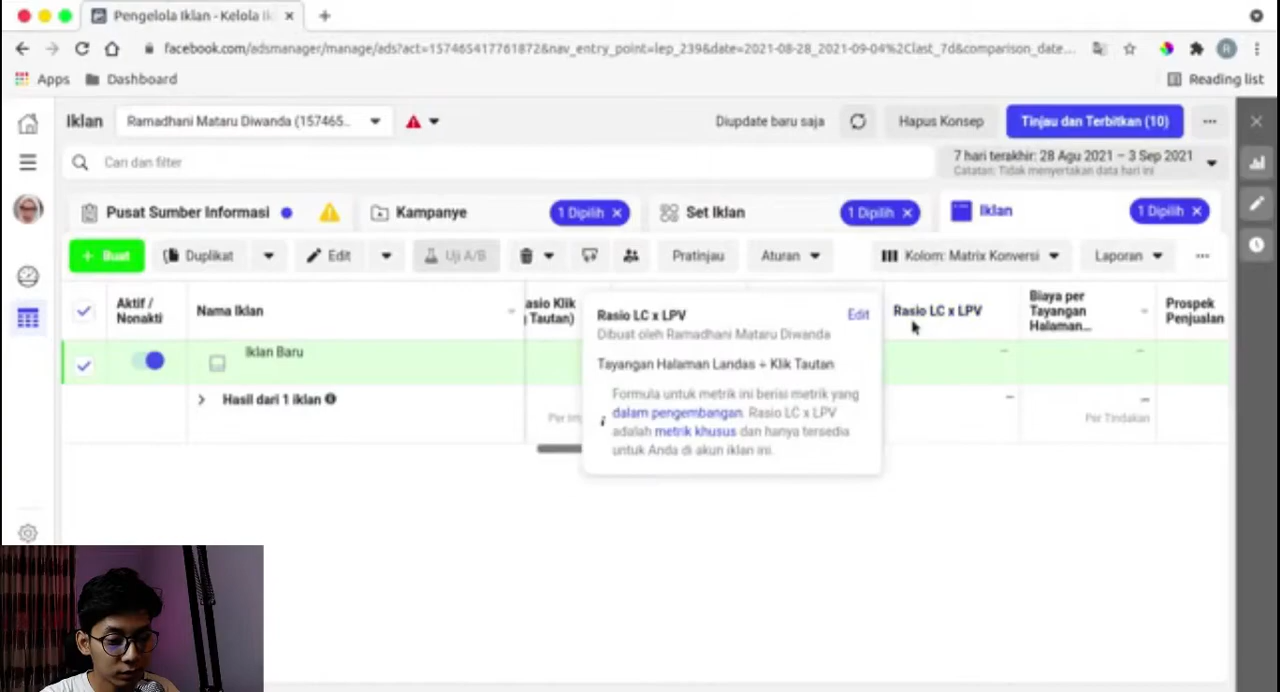 Pengelola Iklan - Kelola Ik
facebook.com/adsmanager/manage/ads?act=157465417761872&nav_entry_point=lep_239&date=2021-08-28_2021-09-04%2Clast_7d&comparison_date...
R
Apps
Dashboard
Reading list
Iklan
Ramadhani Mataru Diwanda (157465...
Diupdate baru saja
Hapus Konsep
Tinjau dan Terbitkan (10)
Cari dan filter
7 hari terakhir: 28 Agu 2021 – 3 Sep 2021
Catatan: Tidak menyertakan data hari ini
Pusat Sumber Informasi
Kampanye
1 Dipilih
Set Iklan
1 Dipilih
Iklan
1 Dipilih
+ Buat
Duplikat
Edit
Uji A/B
Pratinjau
Aturan
Kolom: Matrix Konversi
Laporan
Aktif /
Nonakti
Nama Iklan
asio Klik
Tautan)
Rasio LC x LPV
Biaya per
Tayangan
Halaman...
Prospek
Penjualan
Iklan Baru
Hasil dari 1 iklan
Per Im
Per Tindakan
Rasio LC x LPV
Edit
Dibuat oleh Ramadhani Mataru Diwanda
Tayangan Halaman Landas ÷ Klik Tautan
Formula untuk metrik ini berisi metrik yang
dalam pengembangan. Rasio LC x LPV
adalah metrik khusus dan hanya tersedia
untuk Anda di akun iklan ini.